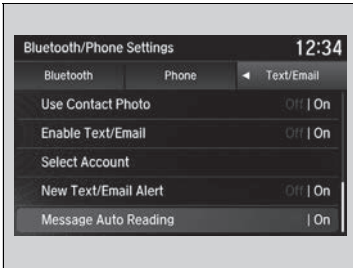 Bluetooth/Phone Settings 12:34
Bluetooth Phone ◄ Text/Email
Use Contact Photo Off | On
Enable Text/Email Off | On
Select Account
New Text/Email Alert Off | On
Message Auto Reading | On